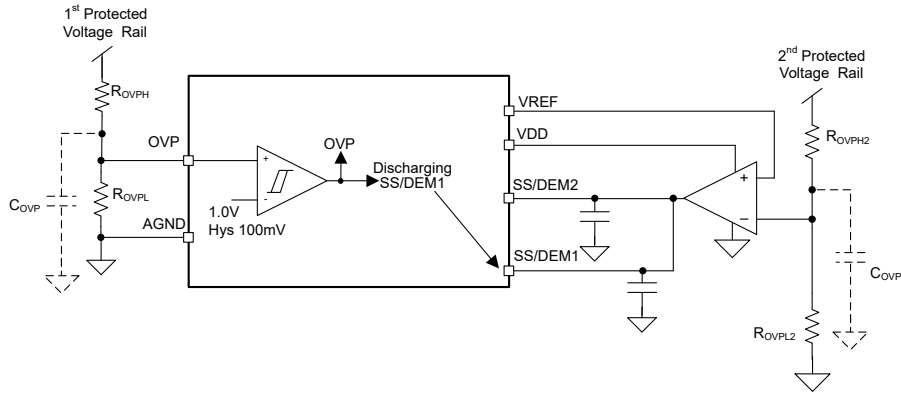 1st Protected
Voltage Rail
ROVPH
OVP
ROVPL
COVP
AGND
+
-
1.0V
Hys 100mV
OVP
Discharging
SS/DEM1
VREF
VDD
SS/DEM2
SS/DEM1
+
−
2nd Protected
Voltage Rail
ROVPH2
COVP
ROVPL2